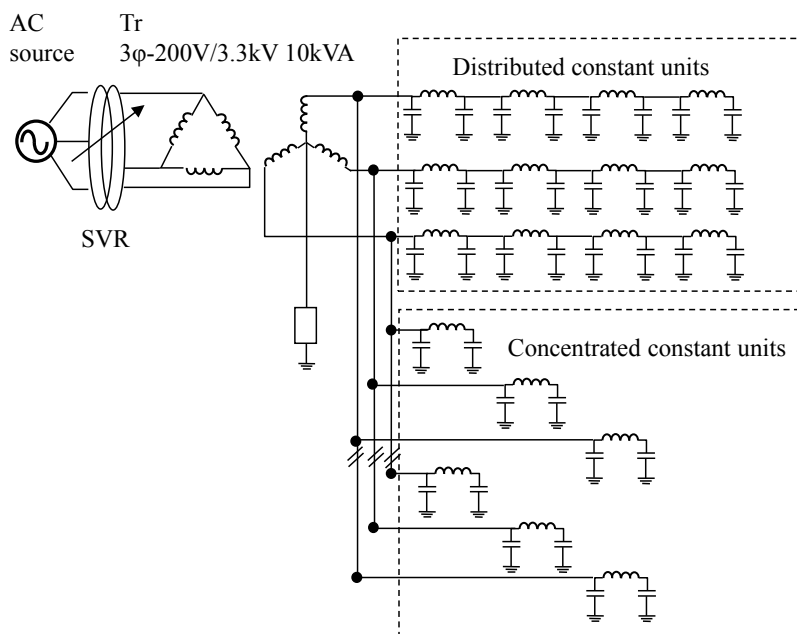 AC
source
Tr
3φ-200V/3.3kV 10kVA
SVR
Distributed constant units
Concentrated constant units